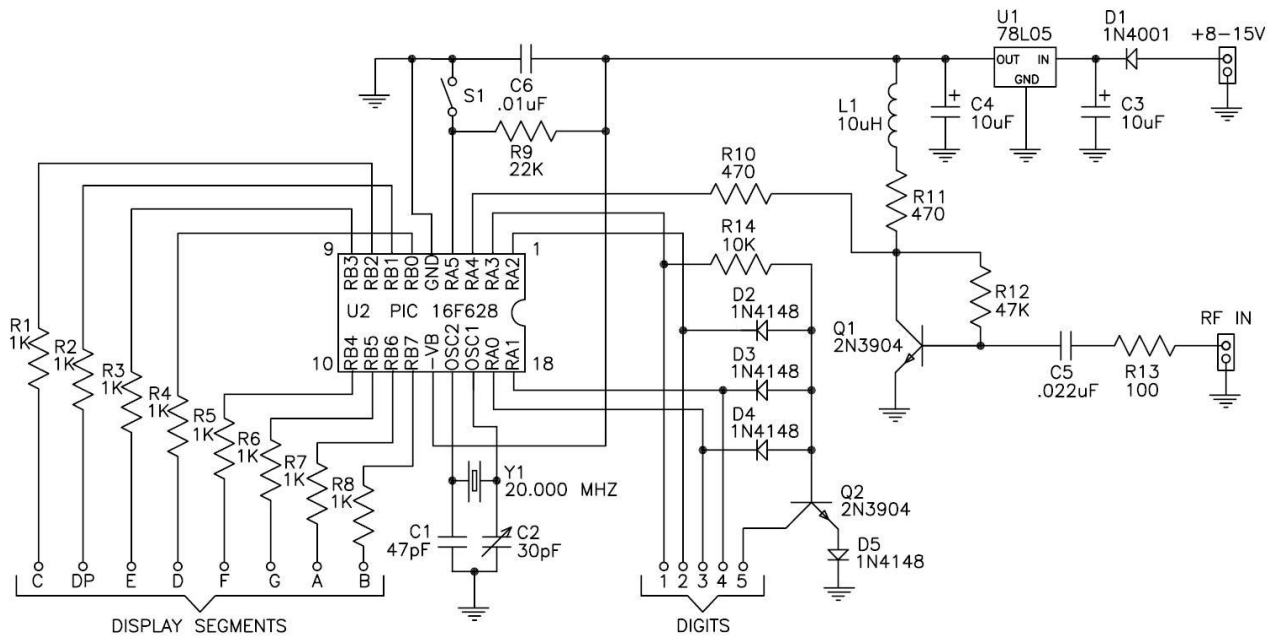 U1
78L05
D1
1N4001
+8-15V
OUT IN
GND
C6
.01uF
S1
L1
10uH
+
C4
10uF
+
C3
10uF
R9
22K
R10
470
R11
470
R14
10K
9
1
RB3
RB2
RB1
RB0
GND
RA5
RA4
RA3
RA2
U2 PIC 16F628
RB4
RB5
RB6
RB7
-VB
OSC2
OSC1
RA0
RA1
10
18
D2
1N4148
R12
47K
Q1
2N3904
RF IN
D3
1N4148
C5
.022uF
R13
100
D4
1N4148
R1
1K
R2
1K
R3
1K
R4
1K
R5
1K
R6
1K
R7
1K
R8
1K
Y1
20.000 MHZ
Q2
2N3904
C1
47pF
C2
30pF
D5
1N4148
C DP E D F G A B
1 2 3 4 5
DISPLAY SEGMENTS
DIGITS